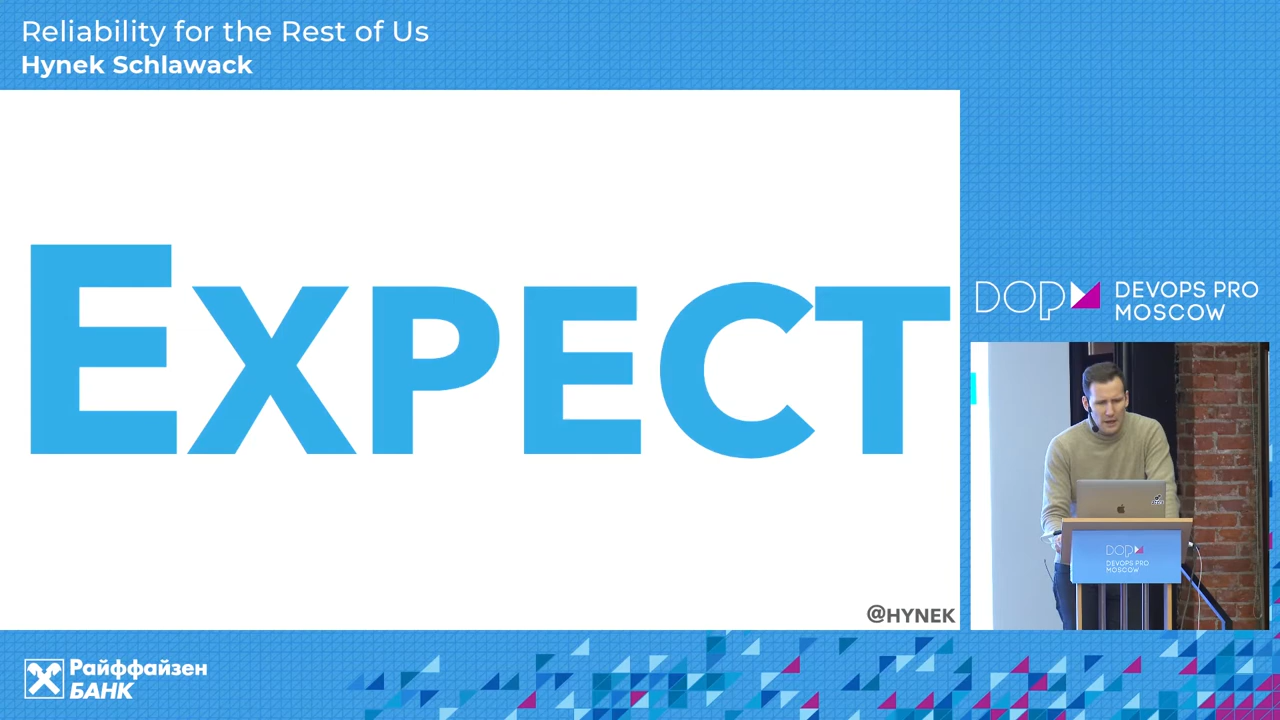 Reliability for the Rest of Us
Hynek Schlawack
EXPECT
@HYNEK
DOP
DEVOPS PRO
MOSCOW
DOP
DEVOPS PRO
MOSCOW
Райффайзен
БАНК